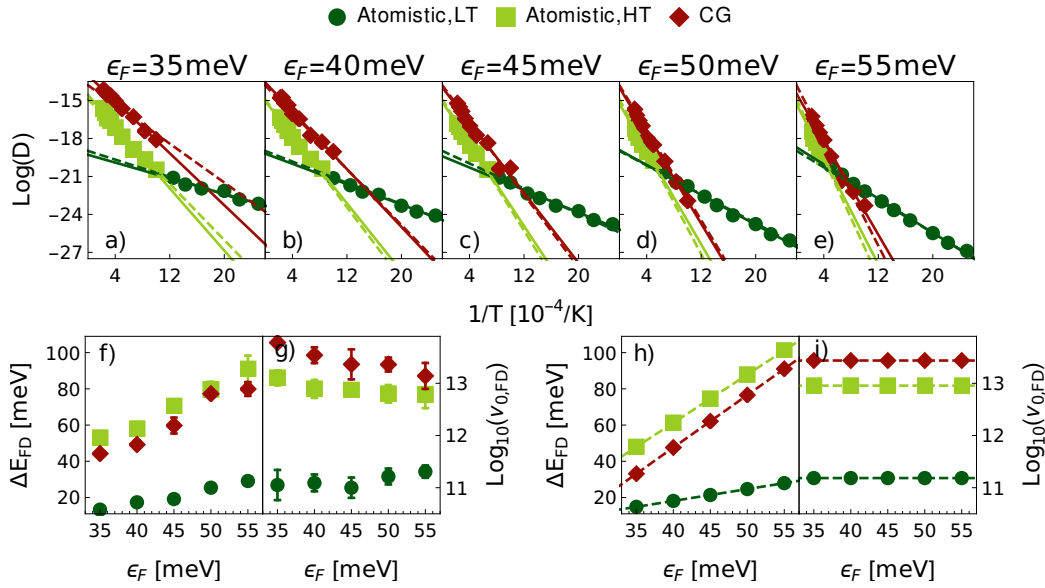 Atomistic,LT Atomistic,HT CG
ϵF=35meV ϵF=40meV ϵF=45meV ϵF=50meV ϵF=55meV
Log(D)
−15
−18
−21
−24
−27
a) b) c) d) e)
4 12 20 4 12 20 4 12 20 4 12 20 4 12 20
1/T [10⁻⁴/K]
f) g) h) i)
ΔE_FD [meV]
100
80
60
40
20
13
12
11
Log₁₀(ν₀,FD)
ΔE_FD [meV]
100
80
60
40
20
13
12
11
Log₁₀(ν₀,FD)
35 40 45 50 55 35 40 45 50 55 35 40 45 50 55 35 40 45 50 55
ϵF [meV] ϵF [meV] ϵF [meV] ϵF [meV]